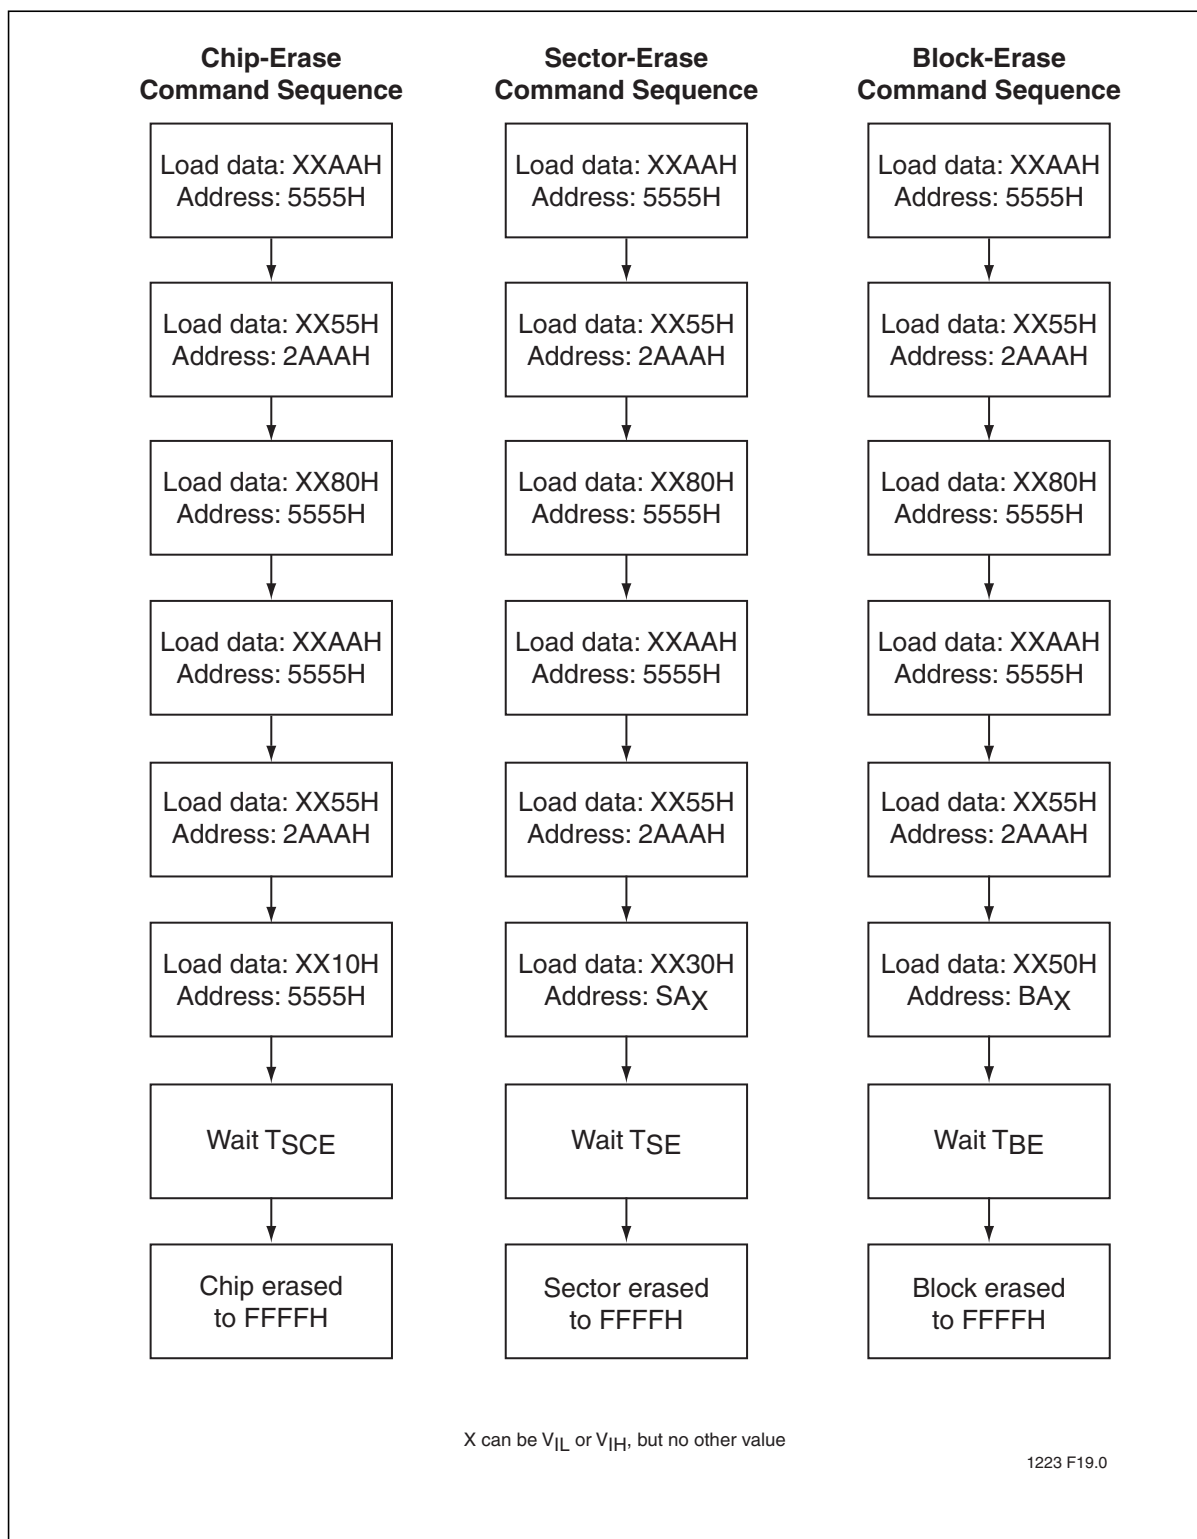 Chip-Erase
Command Sequence
Load data: XXAAH
Address: 5555H
Load data: XX55H
Address: 2AAAH
Load data: XX80H
Address: 5555H
Load data: XXAAH
Address: 5555H
Load data: XX55H
Address: 2AAAH
Load data: XX10H
Address: 5555H
Wait TSCE
Chip erased
to FFFFH
Sector-Erase
Command Sequence
Load data: XXAAH
Address: 5555H
Load data: XX55H
Address: 2AAAH
Load data: XX80H
Address: 5555H
Load data: XXAAH
Address: 5555H
Load data: XX55H
Address: 2AAAH
Load data: XX30H
Address: SAX
Wait TSE
Sector erased
to FFFFH
Block-Erase
Command Sequence
Load data: XXAAH
Address: 5555H
Load data: XX55H
Address: 2AAAH
Load data: XX80H
Address: 5555H
Load data: XXAAH
Address: 5555H
Load data: XX55H
Address: 2AAAH
Load data: XX50H
Address: BAX
Wait TBE
Block erased
to FFFFH
X can be VIL or VIH, but no other value
1223 F19.0